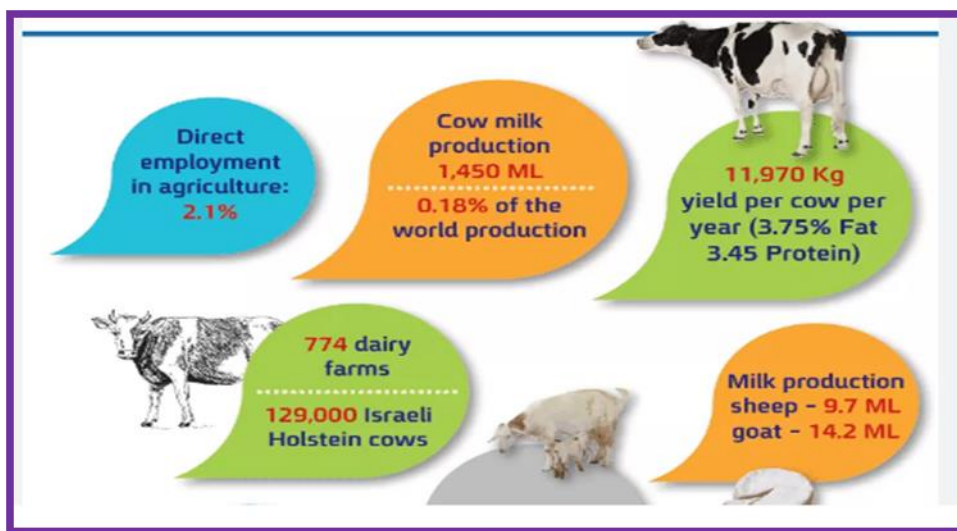 Direct
employment
in agriculture:
2.1%
Cow milk
production
1,450 ML
0.18% of the
world production
11,970 Kg
yield per cow per
year (3.75% Fat
3.45 Protein)
774 dairy
farms
129,000 Israeli
Holstein cows
Milk production
sheep - 9.7 ML
goat - 14.2 ML